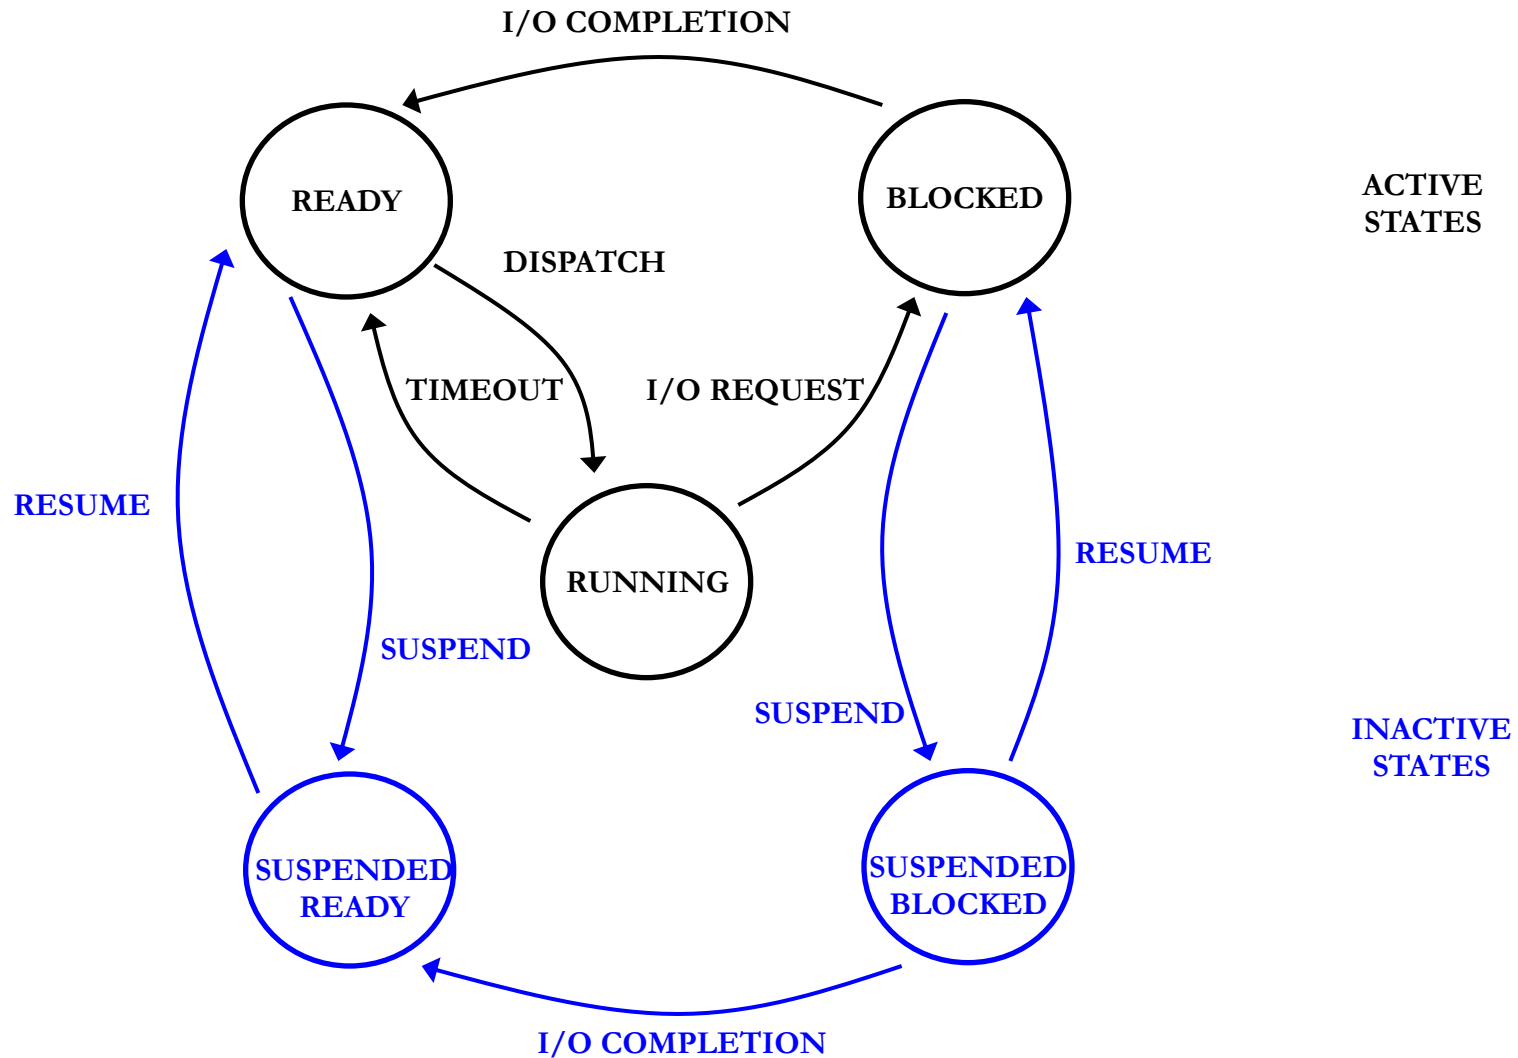 I/O COMPLETION
READY
BLOCKED
ACTIVE
STATES
DISPATCH
TIMEOUT
I/O REQUEST
RESUME
RESUME
RUNNING
SUSPEND
SUSPEND
INACTIVE
STATES
SUSPENDED
READY
SUSPENDED
BLOCKED
I/O COMPLETION